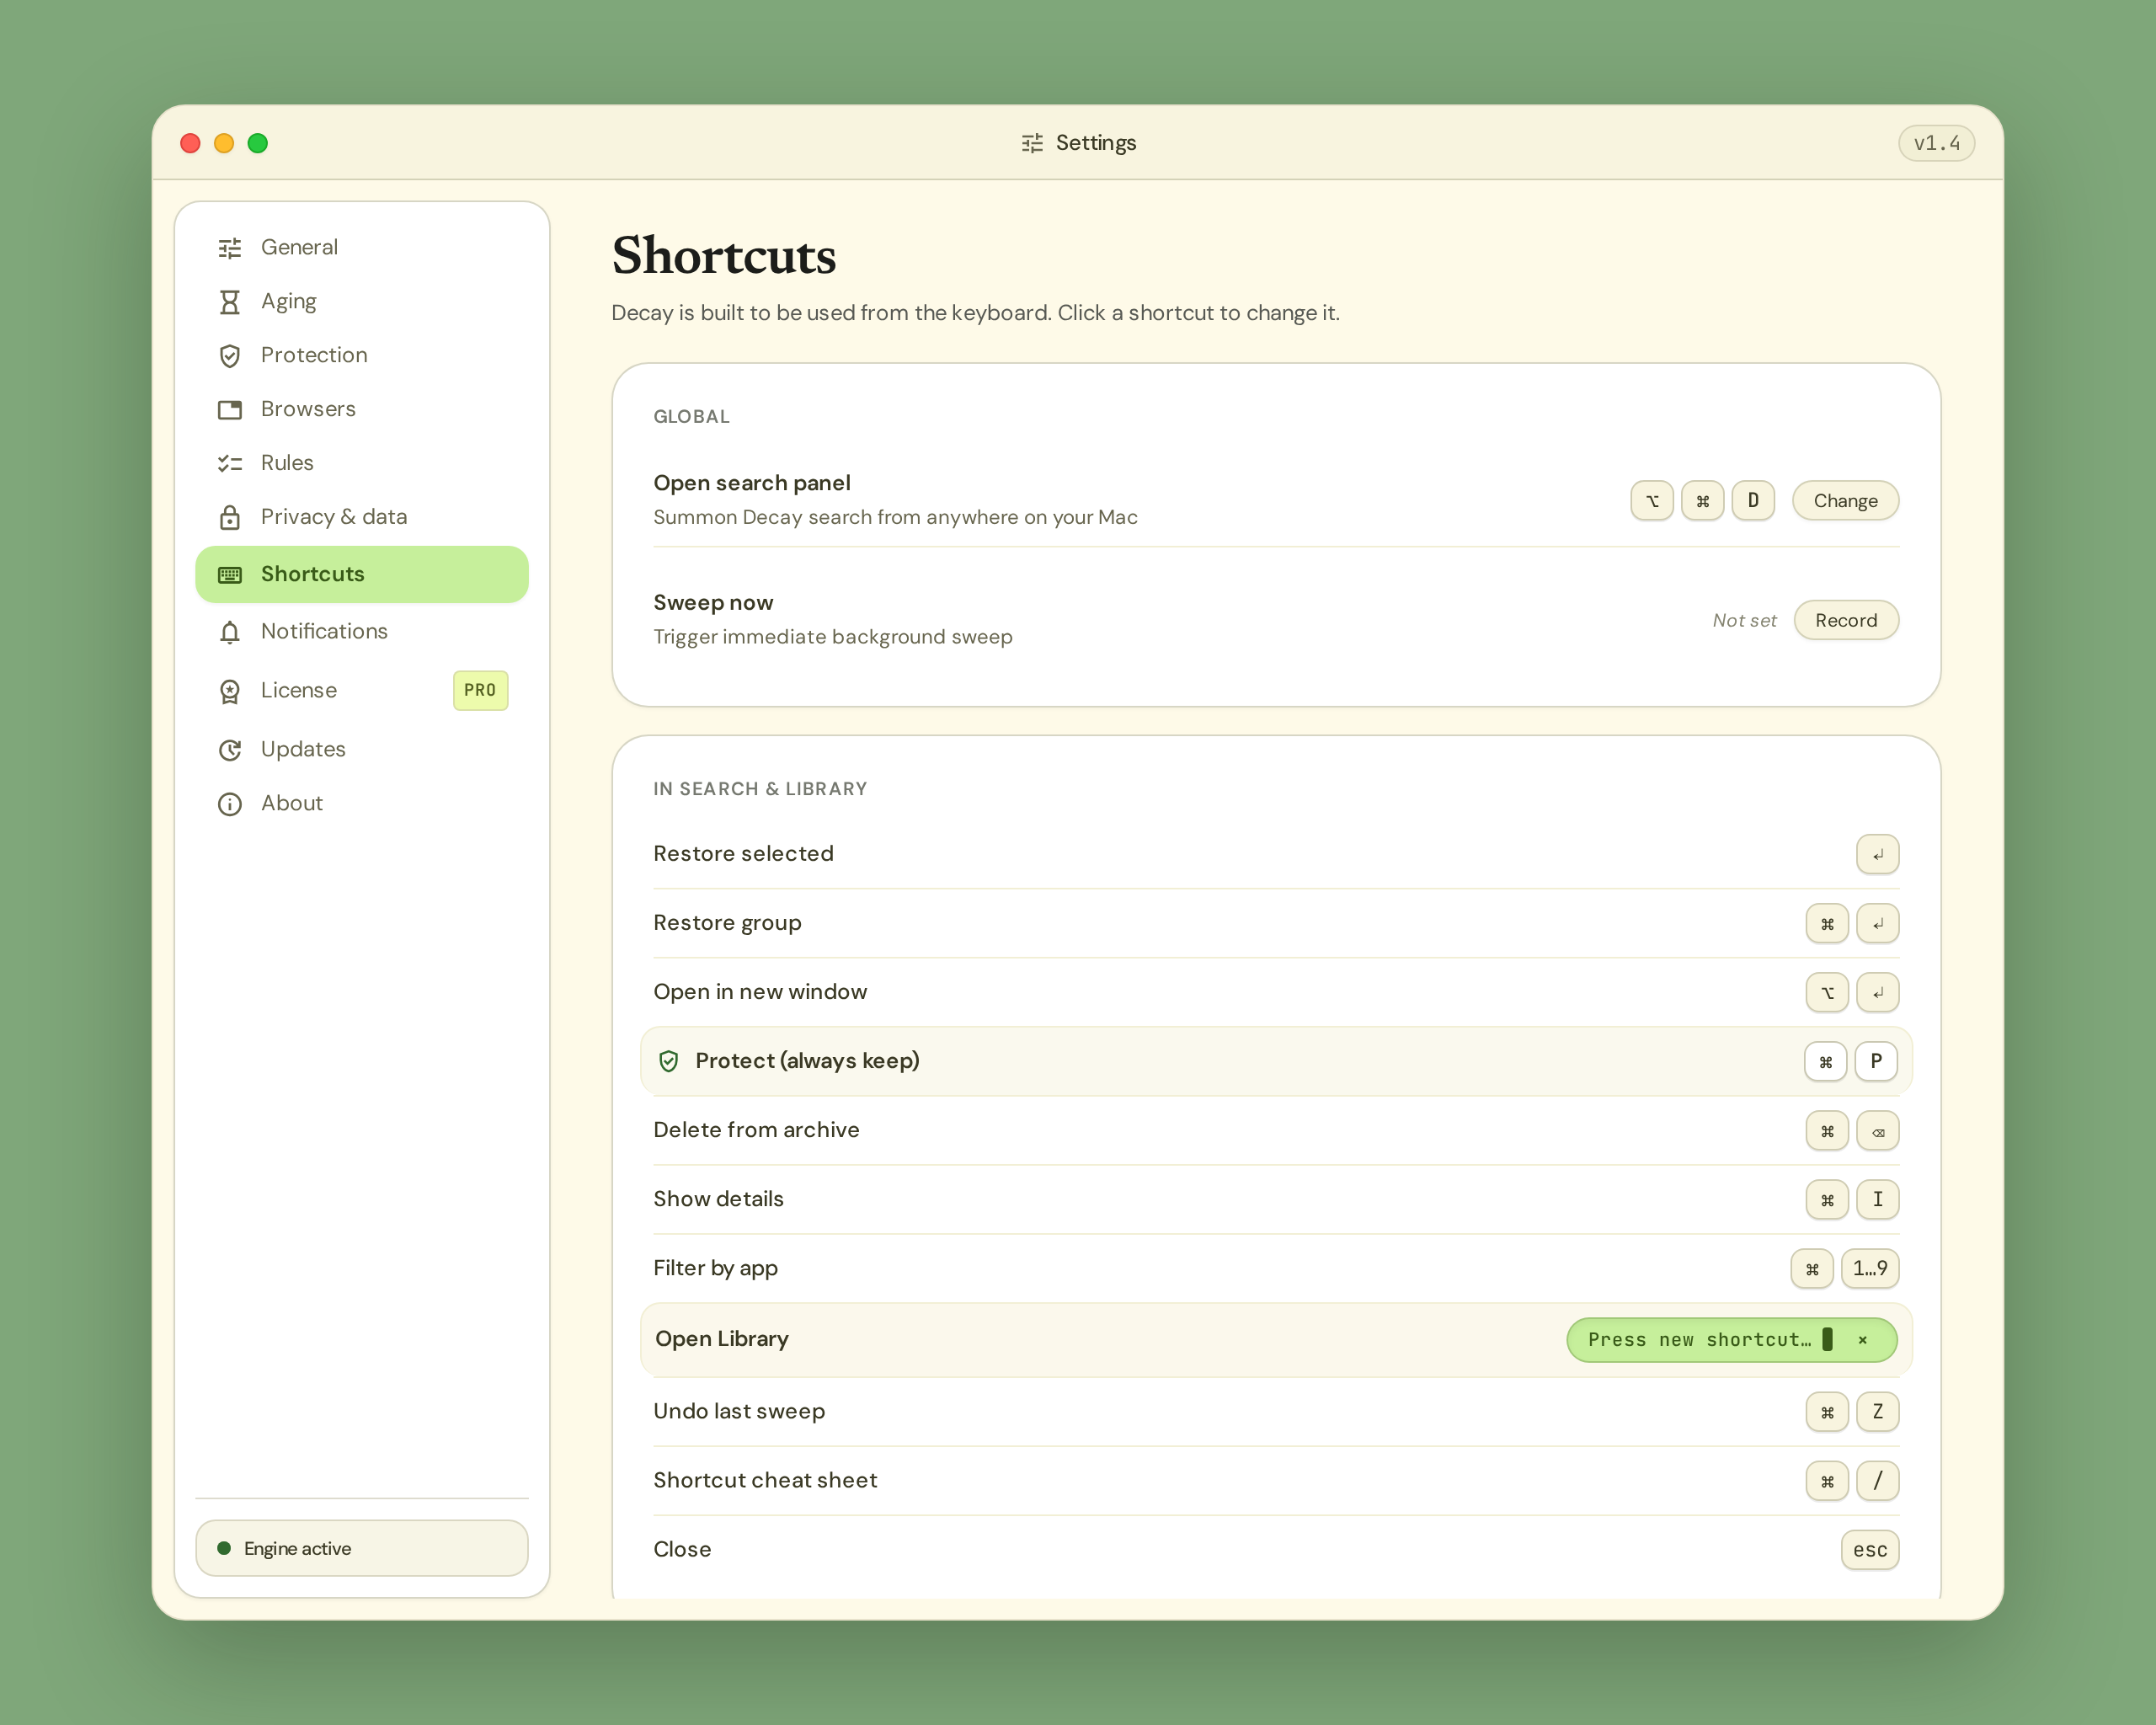 Settings
v1.4
General
Aging
Protection
Browsers
Rules
Privacy & data
Shortcuts
Notifications
License PRO
Updates
About
Engine active
Shortcuts
Decay is built to be used from the keyboard. Click a shortcut to change it.
GLOBAL
Open search panel
Summon Decay search from anywhere on your Mac
⌥ ⌘ D Change
Sweep now
Trigger immediate background sweep
Not set Record
IN SEARCH & LIBRARY
Restore selected ↲
Restore group ⌘ ↲
Open in new window ⌥ ↲
Protect (always keep) ⌘ P
Delete from archive ⌘ ⌫
Show details ⌘ I
Filter by app ⌘ 1…9
Open Library Press new shortcut… ×
Undo last sweep ⌘ Z
Shortcut cheat sheet ⌘ /
Close esc